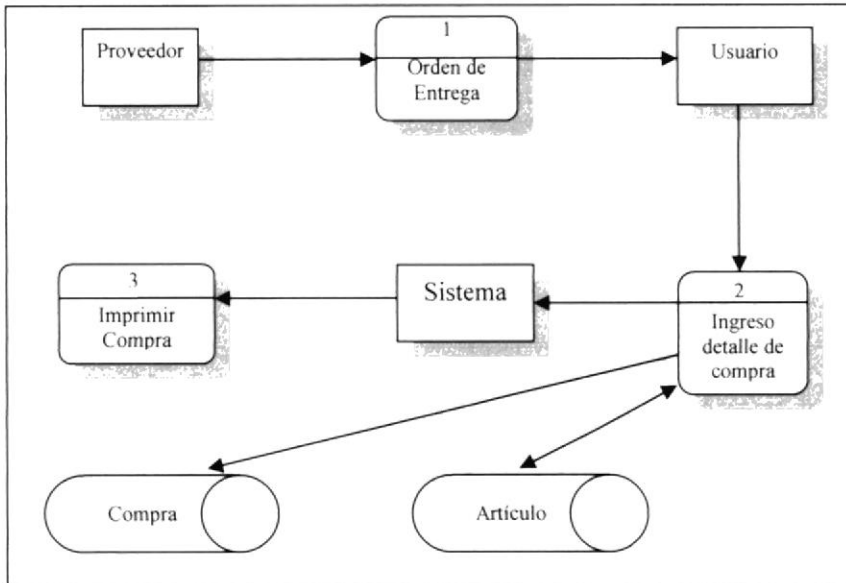 Proveedor
1
Orden de
Entrega
Usuario
3
Imprimir
Compra
Sistema
2
Ingreso
detalle de
compra
Compra
Artículo